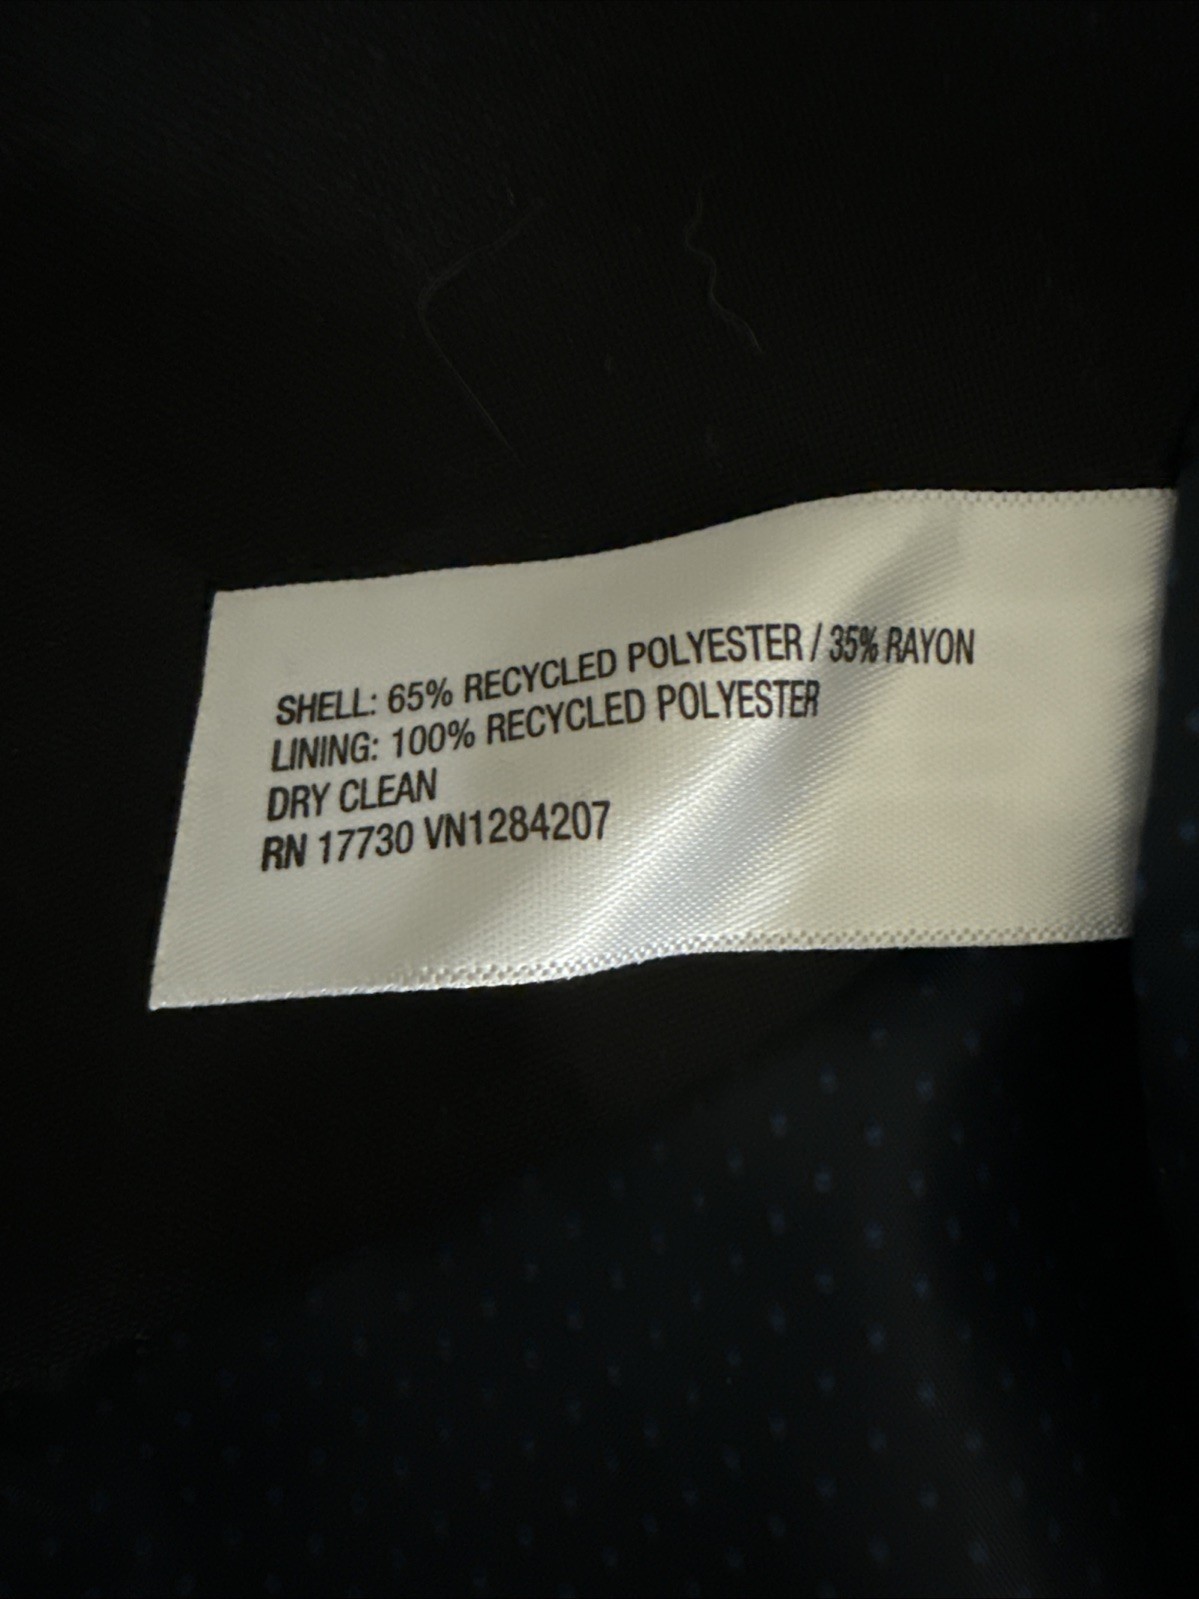 SHELL: 65% RECYCLED POLYESTER / 35% RAYON
LINING: 100% RECYCLED POLYESTER
DRY CLEAN
RN 17730 VN1284207